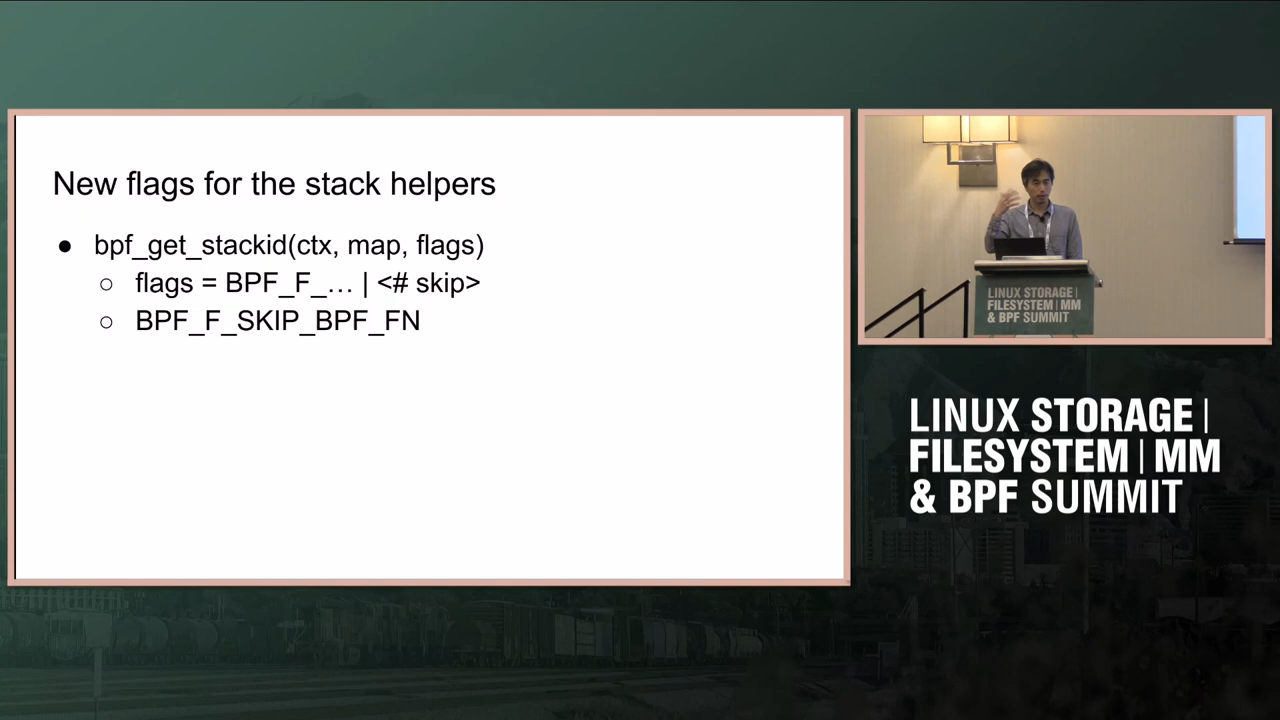 New flags for the stack helpers
● bpf_get_stackid(ctx, map, flags)
○ flags = BPF_F_… | <# skip>
○ BPF_F_SKIP_BPF_FN
LINUX STORAGE |
FILESYSTEM | MM
& BPF SUMMIT
LINUX STORAGE |
FILESYSTEM | MM
& BPF SUMMIT